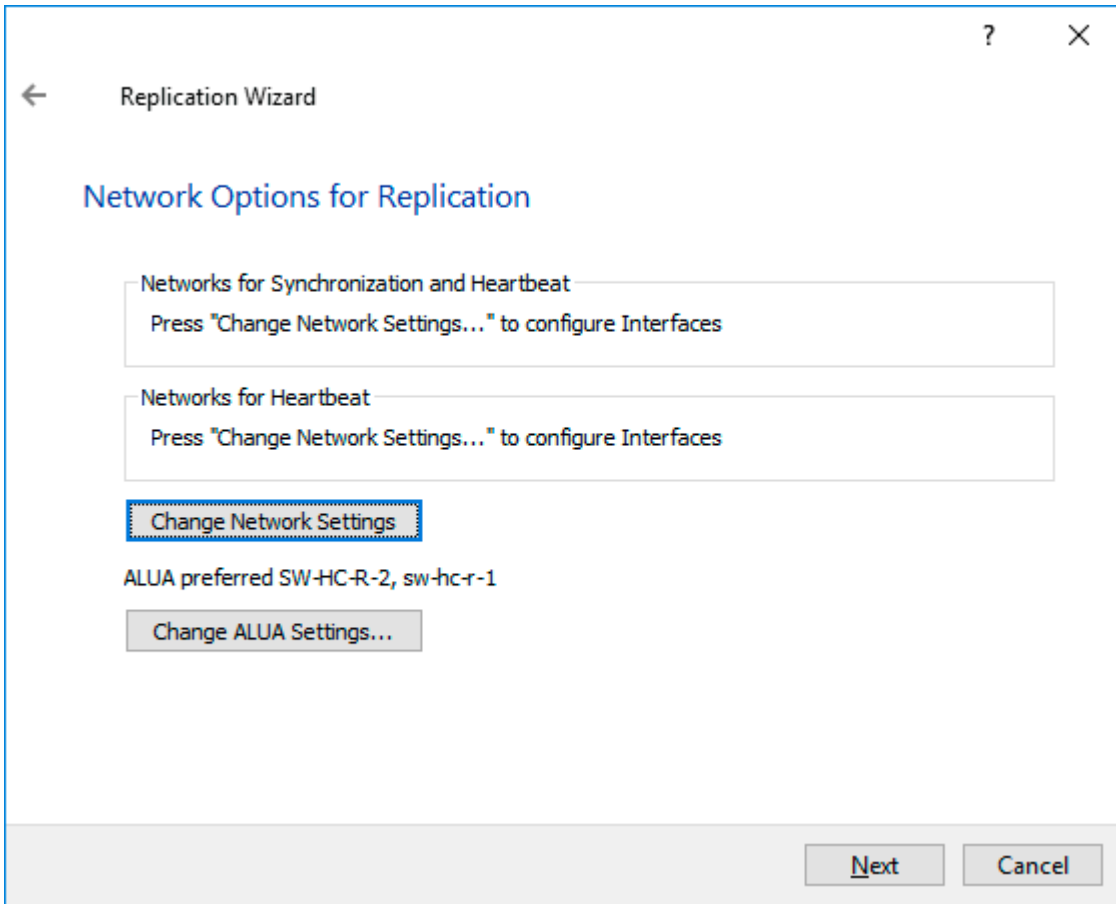 ?
Replication Wizard
Network Options for Replication
Networks for Synchronization and Heartbeat
Press "Change Network Settings..." to configure Interfaces
Networks for Heartbeat
Press "Change Network Settings..." to configure Interfaces
Change Network Settings
ALUA preferred SW-HC-R-2, sw-hc-r-1
Change ALUA Settings...
Next
Cancel